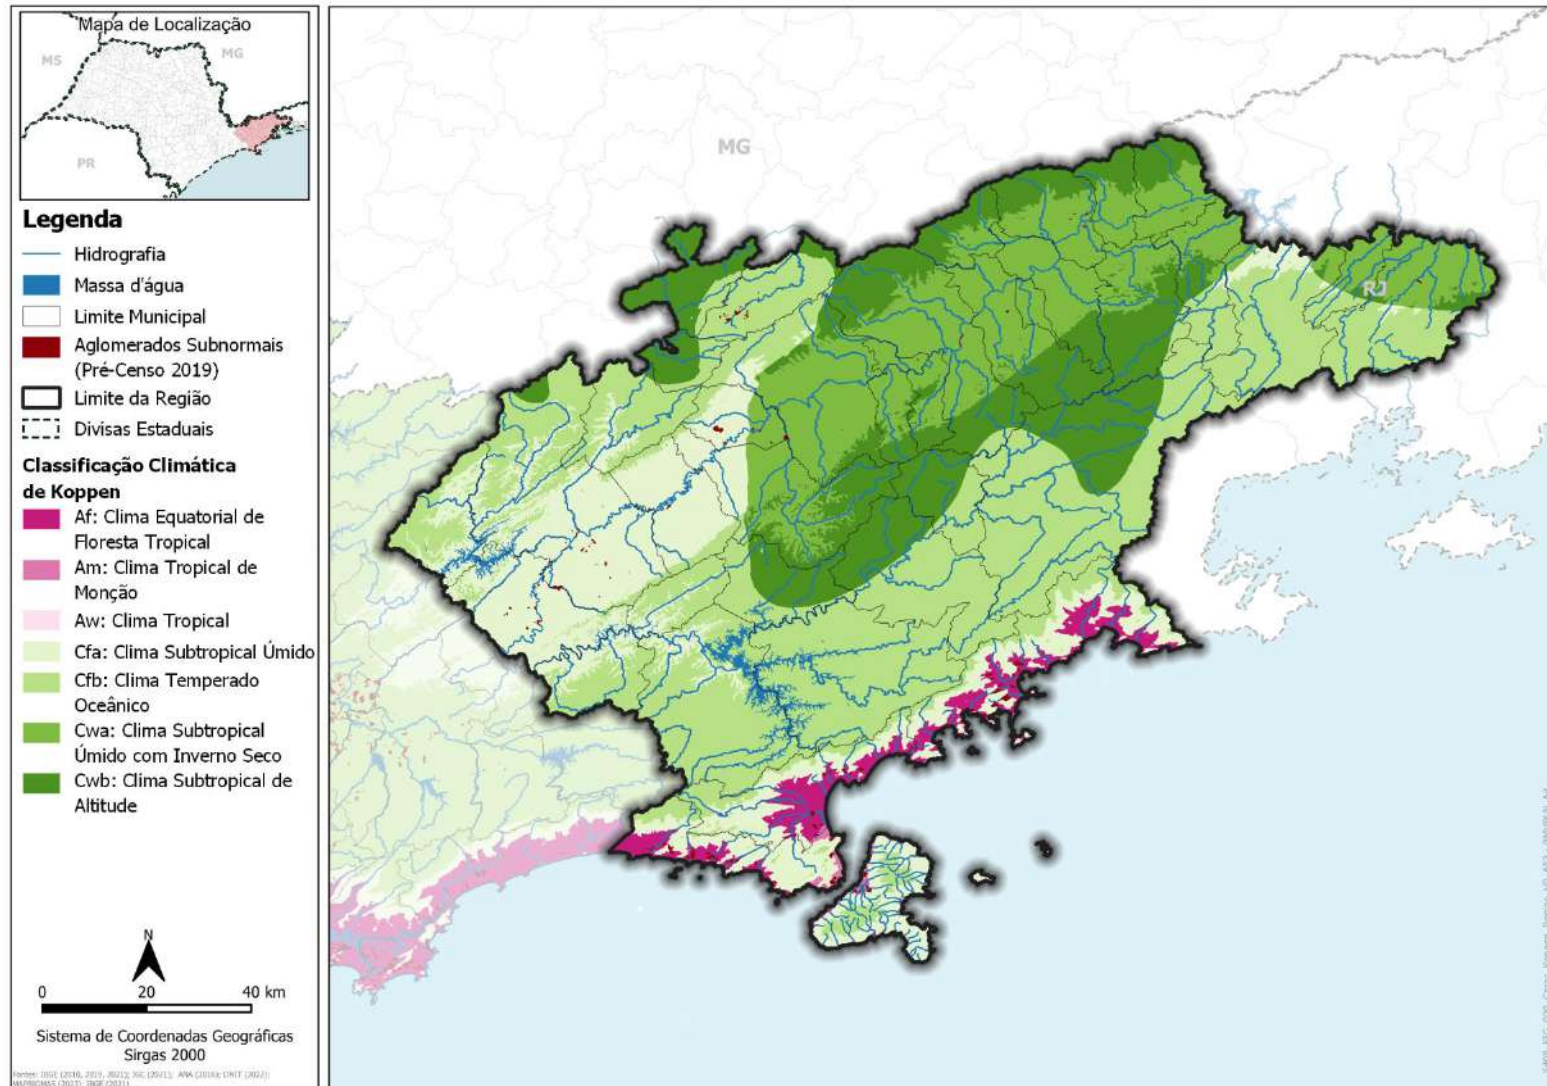 Mapa de Localização
MS
MG
PR
Legenda
Hidrografia
Massa d'água
Limite Municipal
Aglomerados Subnormais
(Pré-Censo 2019)
Limite da Região
Divisas Estaduais
Classificação Climática
de Koppen
Af: Clima Equatorial de
Floresta Tropical
Am: Clima Tropical de
Monção
Aw: Clima Tropical
Cfa: Clima Subtropical Úmido
Cfb: Clima Temperado
Oceânico
Cwa: Clima Subtropical
Úmido com Inverno Seco
Cwb: Clima Subtropical de
Altitude
N
0 20 40 km
Sistema de Coordenadas Geográficas
Sirgas 2000
MG
RJ